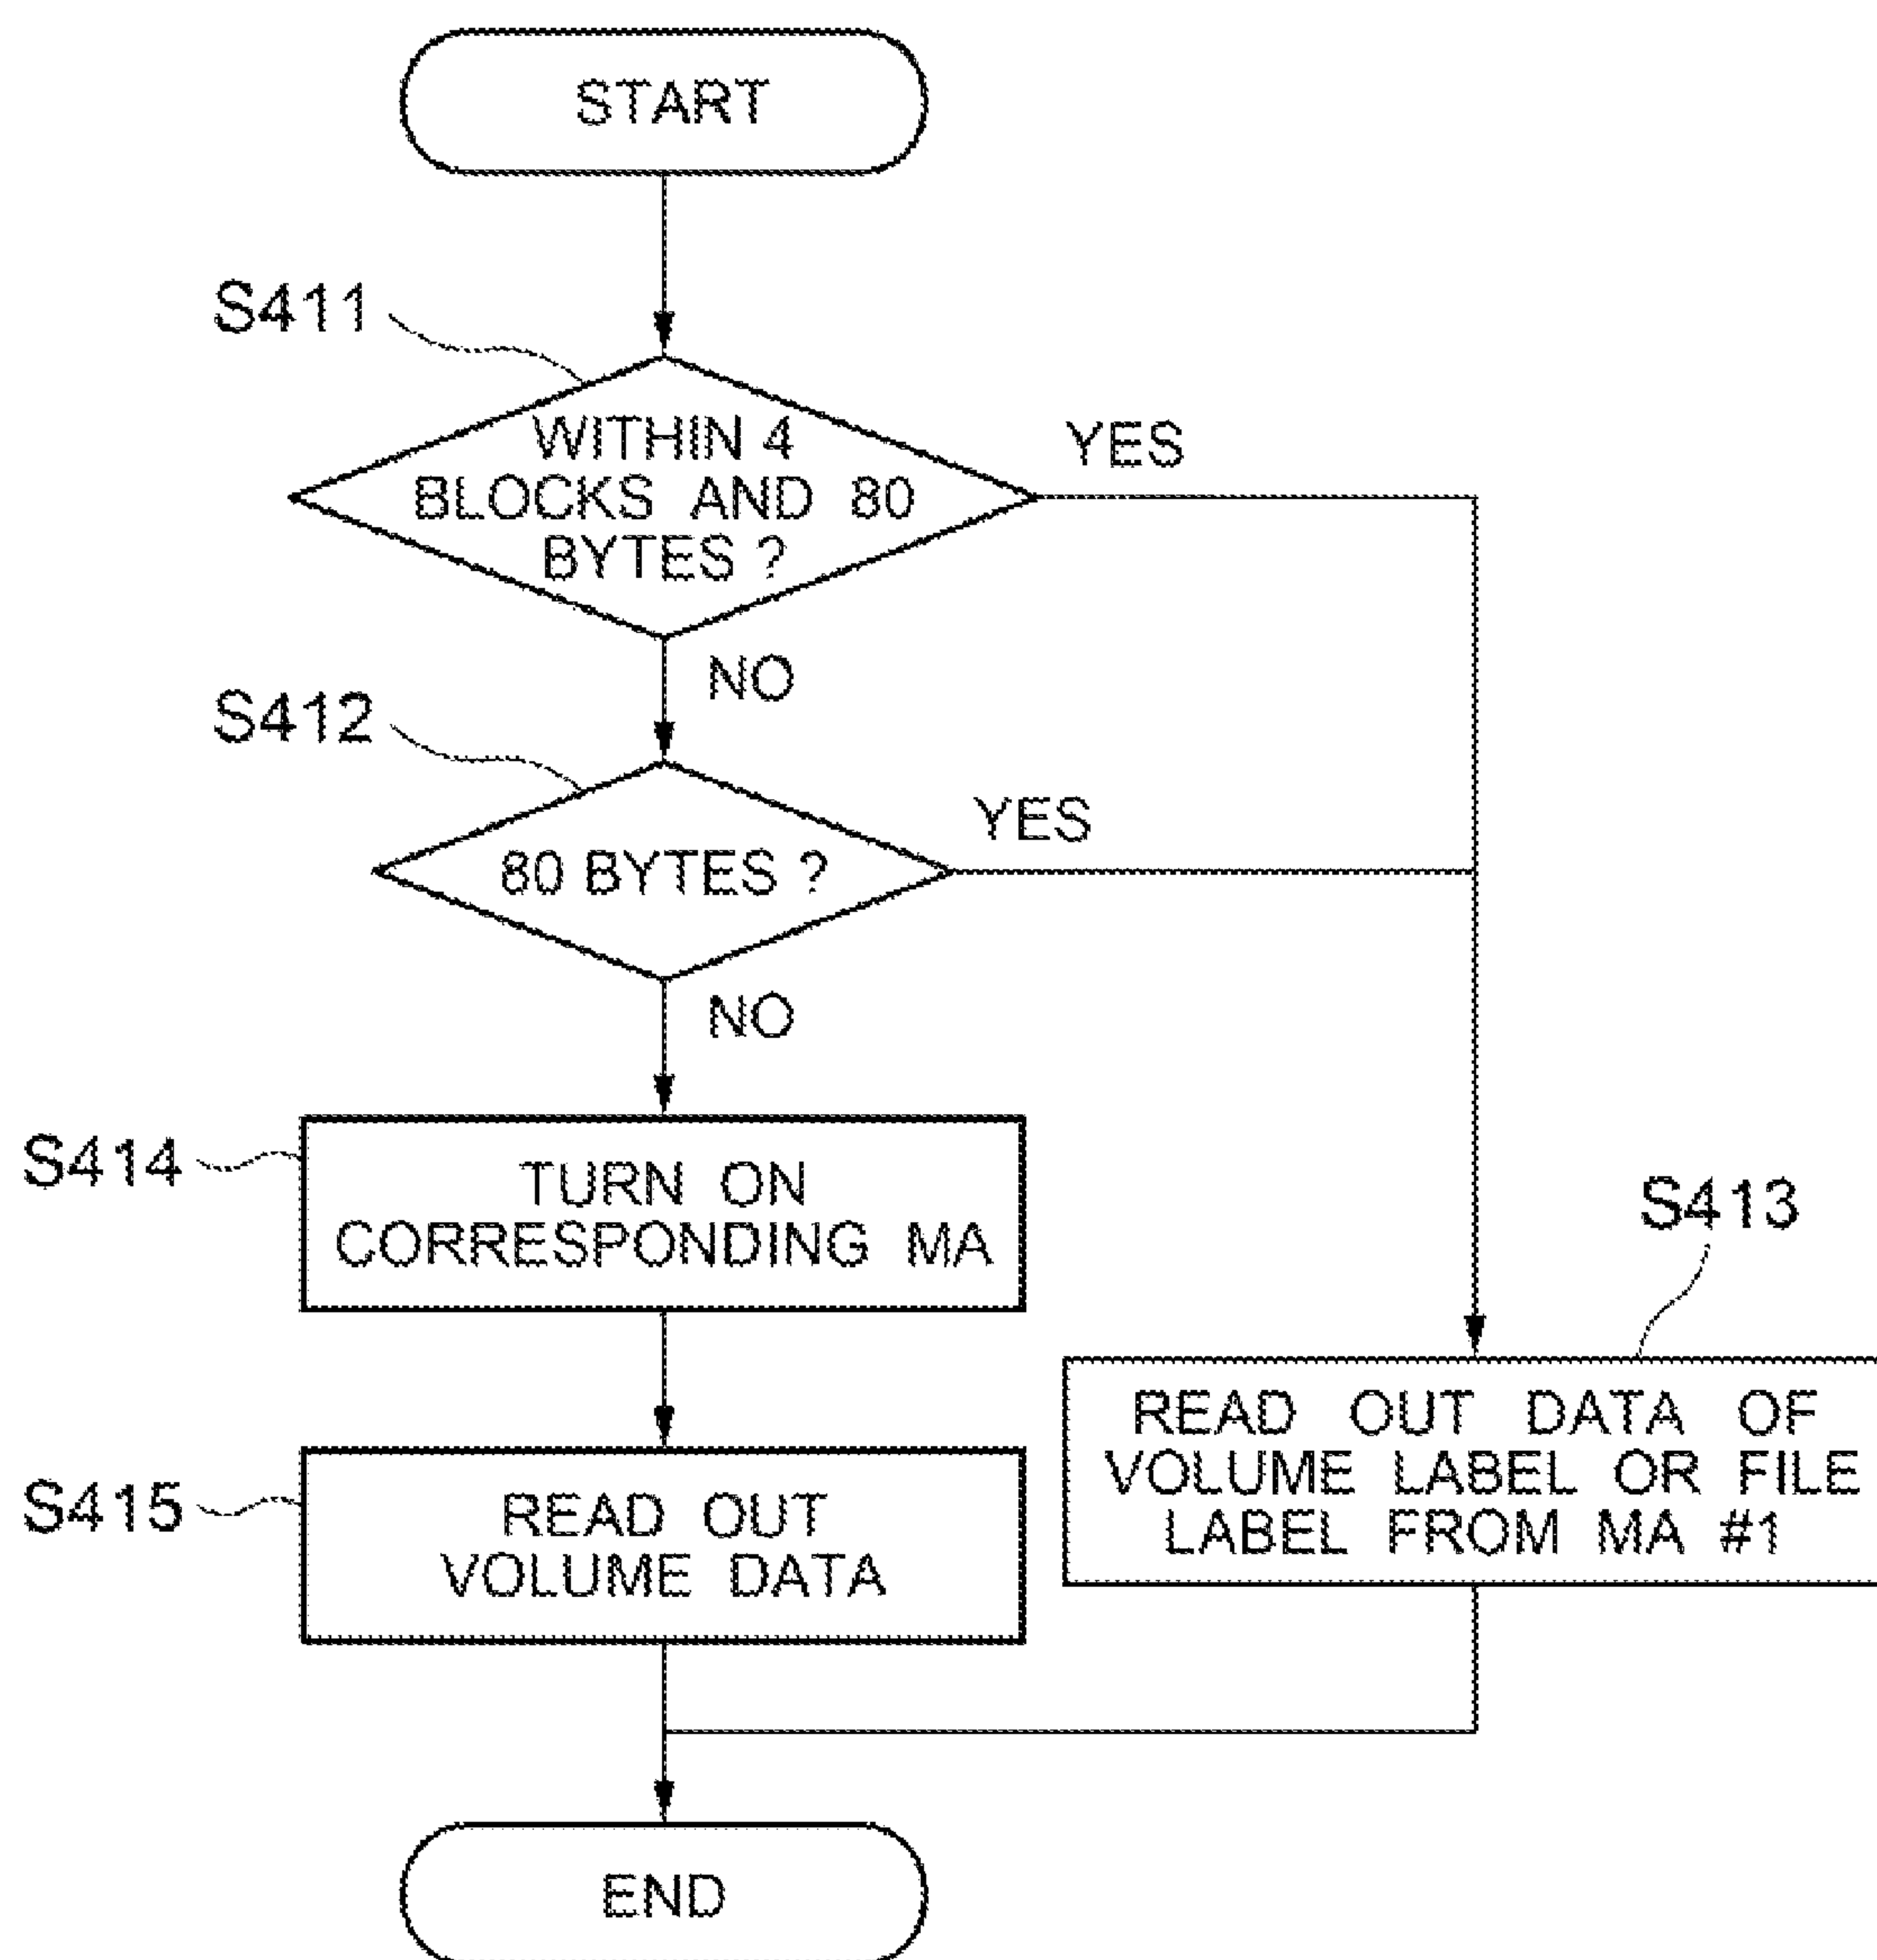 START
S411
WITHIN 4
BLOCKS AND 80
BYTES ?
YES
NO
S412
80 BYTES ?
YES
NO
S414
TURN ON
CORRESPONDING MA
S413
READ OUT DATA OF
VOLUME LABEL OR FILE
LABEL FROM MA #1
S415
READ OUT
VOLUME DATA
END